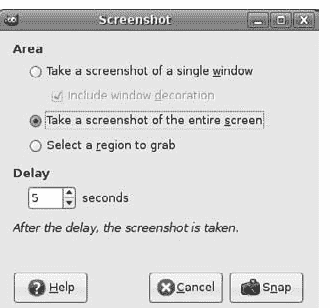 Screenshot
Area
Take a screenshot of a single window
Include window decoration
Take a screenshot of the entire screen
Select a region to grab
Delay
5 seconds
After the delay, the screenshot is taken.
Help Cancel Snap